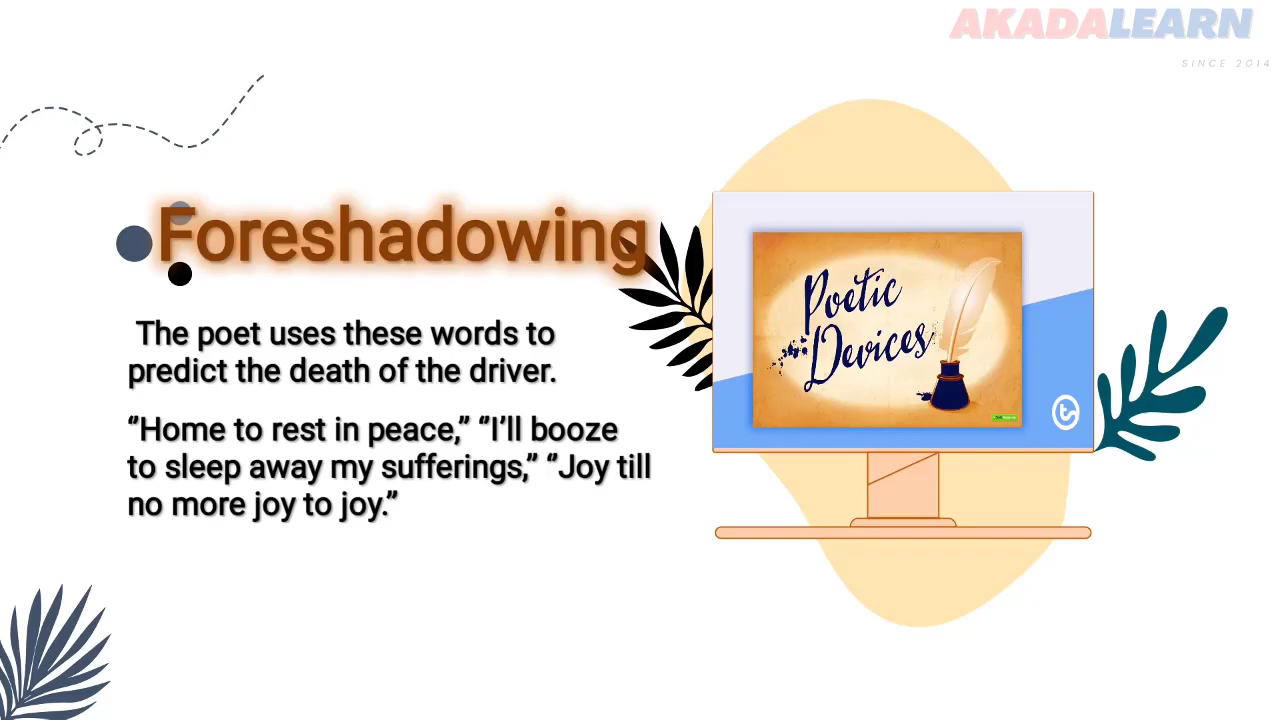 AKADALEARN
SINCE 2014
Foreshadowing
The poet uses these words to
predict the death of the driver.
“Home to rest in peace,” “I’ll booze
to sleep away my sufferings,” “Joy till
no more joy to joy.”
Poetic
Devices